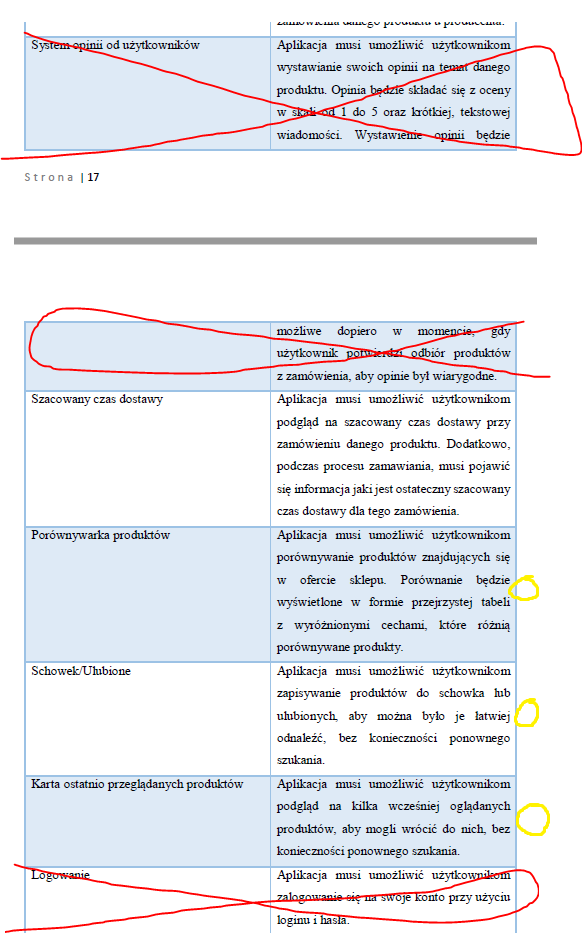 zamówienia danego produktu u producenta.
System opinii od użytkowników
Aplikacja musi umożliwić użytkownikom
wystawianie swoich opinii na temat danego
produktu. Opinia będzie składać się z oceny
w skali od 1 do 5 oraz krótkiej, tekstowej
wiadomości. Wystawienie opinii będzie
Strona | 17
możliwe dopiero w momencie, gdy
użytkownik potwierdzi odbiór produktów
z zamówienia, aby opinie był wiarygodne.
Szacowany czas dostawy
Aplikacja musi umożliwić użytkownikom
podgląd na szacowany czas dostawy przy
zamówieniu danego produktu. Dodatkowo,
podczas procesu zamawiania, musi pojawić
się informacja jaki jest ostateczny szacowany
czas dostawy dla tego zamówienia.
Porównywarka produktów
Aplikacja musi umożliwić użytkownikom
porównywanie produktów znajdujących się
w ofercie sklepu. Porównanie będzie
wyświetlone w formie przejrzystej tabeli
z wyróżnionymi cechami, które różnią
porównywane produkty.
Schowek/Ulubione
Aplikacja musi umożliwić użytkownikom
zapisywanie produktów do schowka lub
ulubionych, aby można było je łatwiej
odnaleźć, bez konieczności ponownego
szukania.
Karta ostatnio przeglądanych produktów
Aplikacja musi umożliwić użytkownikom
podgląd na kilka wcześniej oglądanych
produktów, aby mogli wrócić do nich, bez
konieczności ponownego szukania.
Logowanie
Aplikacja musi umożliwić użytkownikom
zalogowanie się na swoje konto przy użyciu
loginu i hasła.